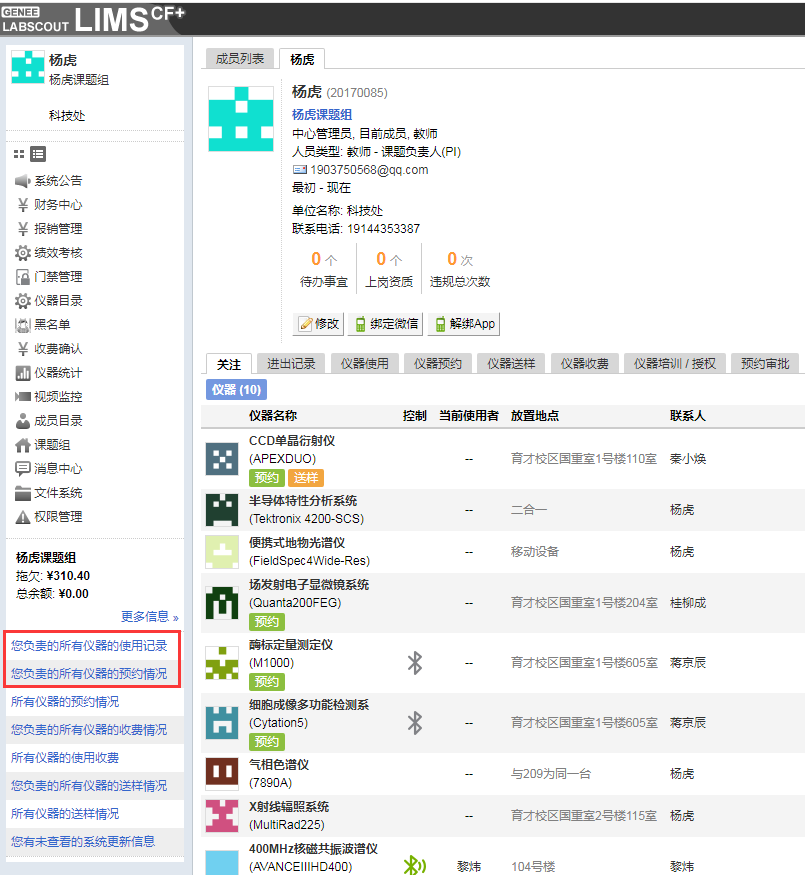 GENEE
LABSCOUT LIMS CF+
杨虎
杨虎课题组
科技处
系统公告
财务中心
报销管理
绩效考核
门禁管理
仪器目录
黑名单
收费确认
仪器统计
视频监控
成员目录
课题组
消息中心
文件系统
权限管理
杨虎课题组
拖欠: ¥310.40
总余额: ¥0.00
更多信息 »
您负责的所有仪器的使用记录
您负责的所有仪器的预约情况
所有仪器的预约情况
您负责的所有仪器的收费情况
所有仪器的使用收费
您负责的所有仪器的送样情况
所有仪器的送样情况
您有未查看的系统更新信息
成员列表 杨虎
杨虎 (20170085)
杨虎课题组
中心管理员, 目前成员, 教师
人员类型: 教师 - 课题负责人(PI)
1903750568@qq.com
最初 - 现在
单位名称: 科技处
联系电话: 19144353387
0 个 0 个 0 次
待办事宜 上岗资质 违规总次数
修改 绑定微信 解绑App
关注 进出记录 仪器使用 仪器预约 仪器送样 仪器收费 仪器培训 / 授权 预约审批
仪器 (10)
仪器名称 控制 当前使用者 放置地点 联系人
CCD单晶衍射仪
(APEXDUO) -- 育才校区国重室1号楼110室 秦小焕
预约 送样
半导体特性分析系统
(Tektronix 4200-SCS) -- 二合一 杨虎
便携式地物光谱仪
(FieldSpec4Wide-Res) -- 移动设备 杨虎
场发射电子显微镜系统
(Quanta200FEG) -- 育才校区国重室1号楼204室 桂柳成
预约
酶标定量测定仪
(M1000) -- 育才校区国重室1号楼605室 蒋京辰
预约
细胞成像多功能检测系
(Cytation5) -- 育才校区国重室1号楼605室 蒋京辰
预约
气相色谱仪
(7890A) -- 与209为同一台 杨虎
X射线辐照系统
(MultiRad225) -- 育才校区国重室2号楼115室 杨虎
400MHz核磁共振波谱仪
(AVANCEIIIHD400) 黎炜 104号楼 黎炜